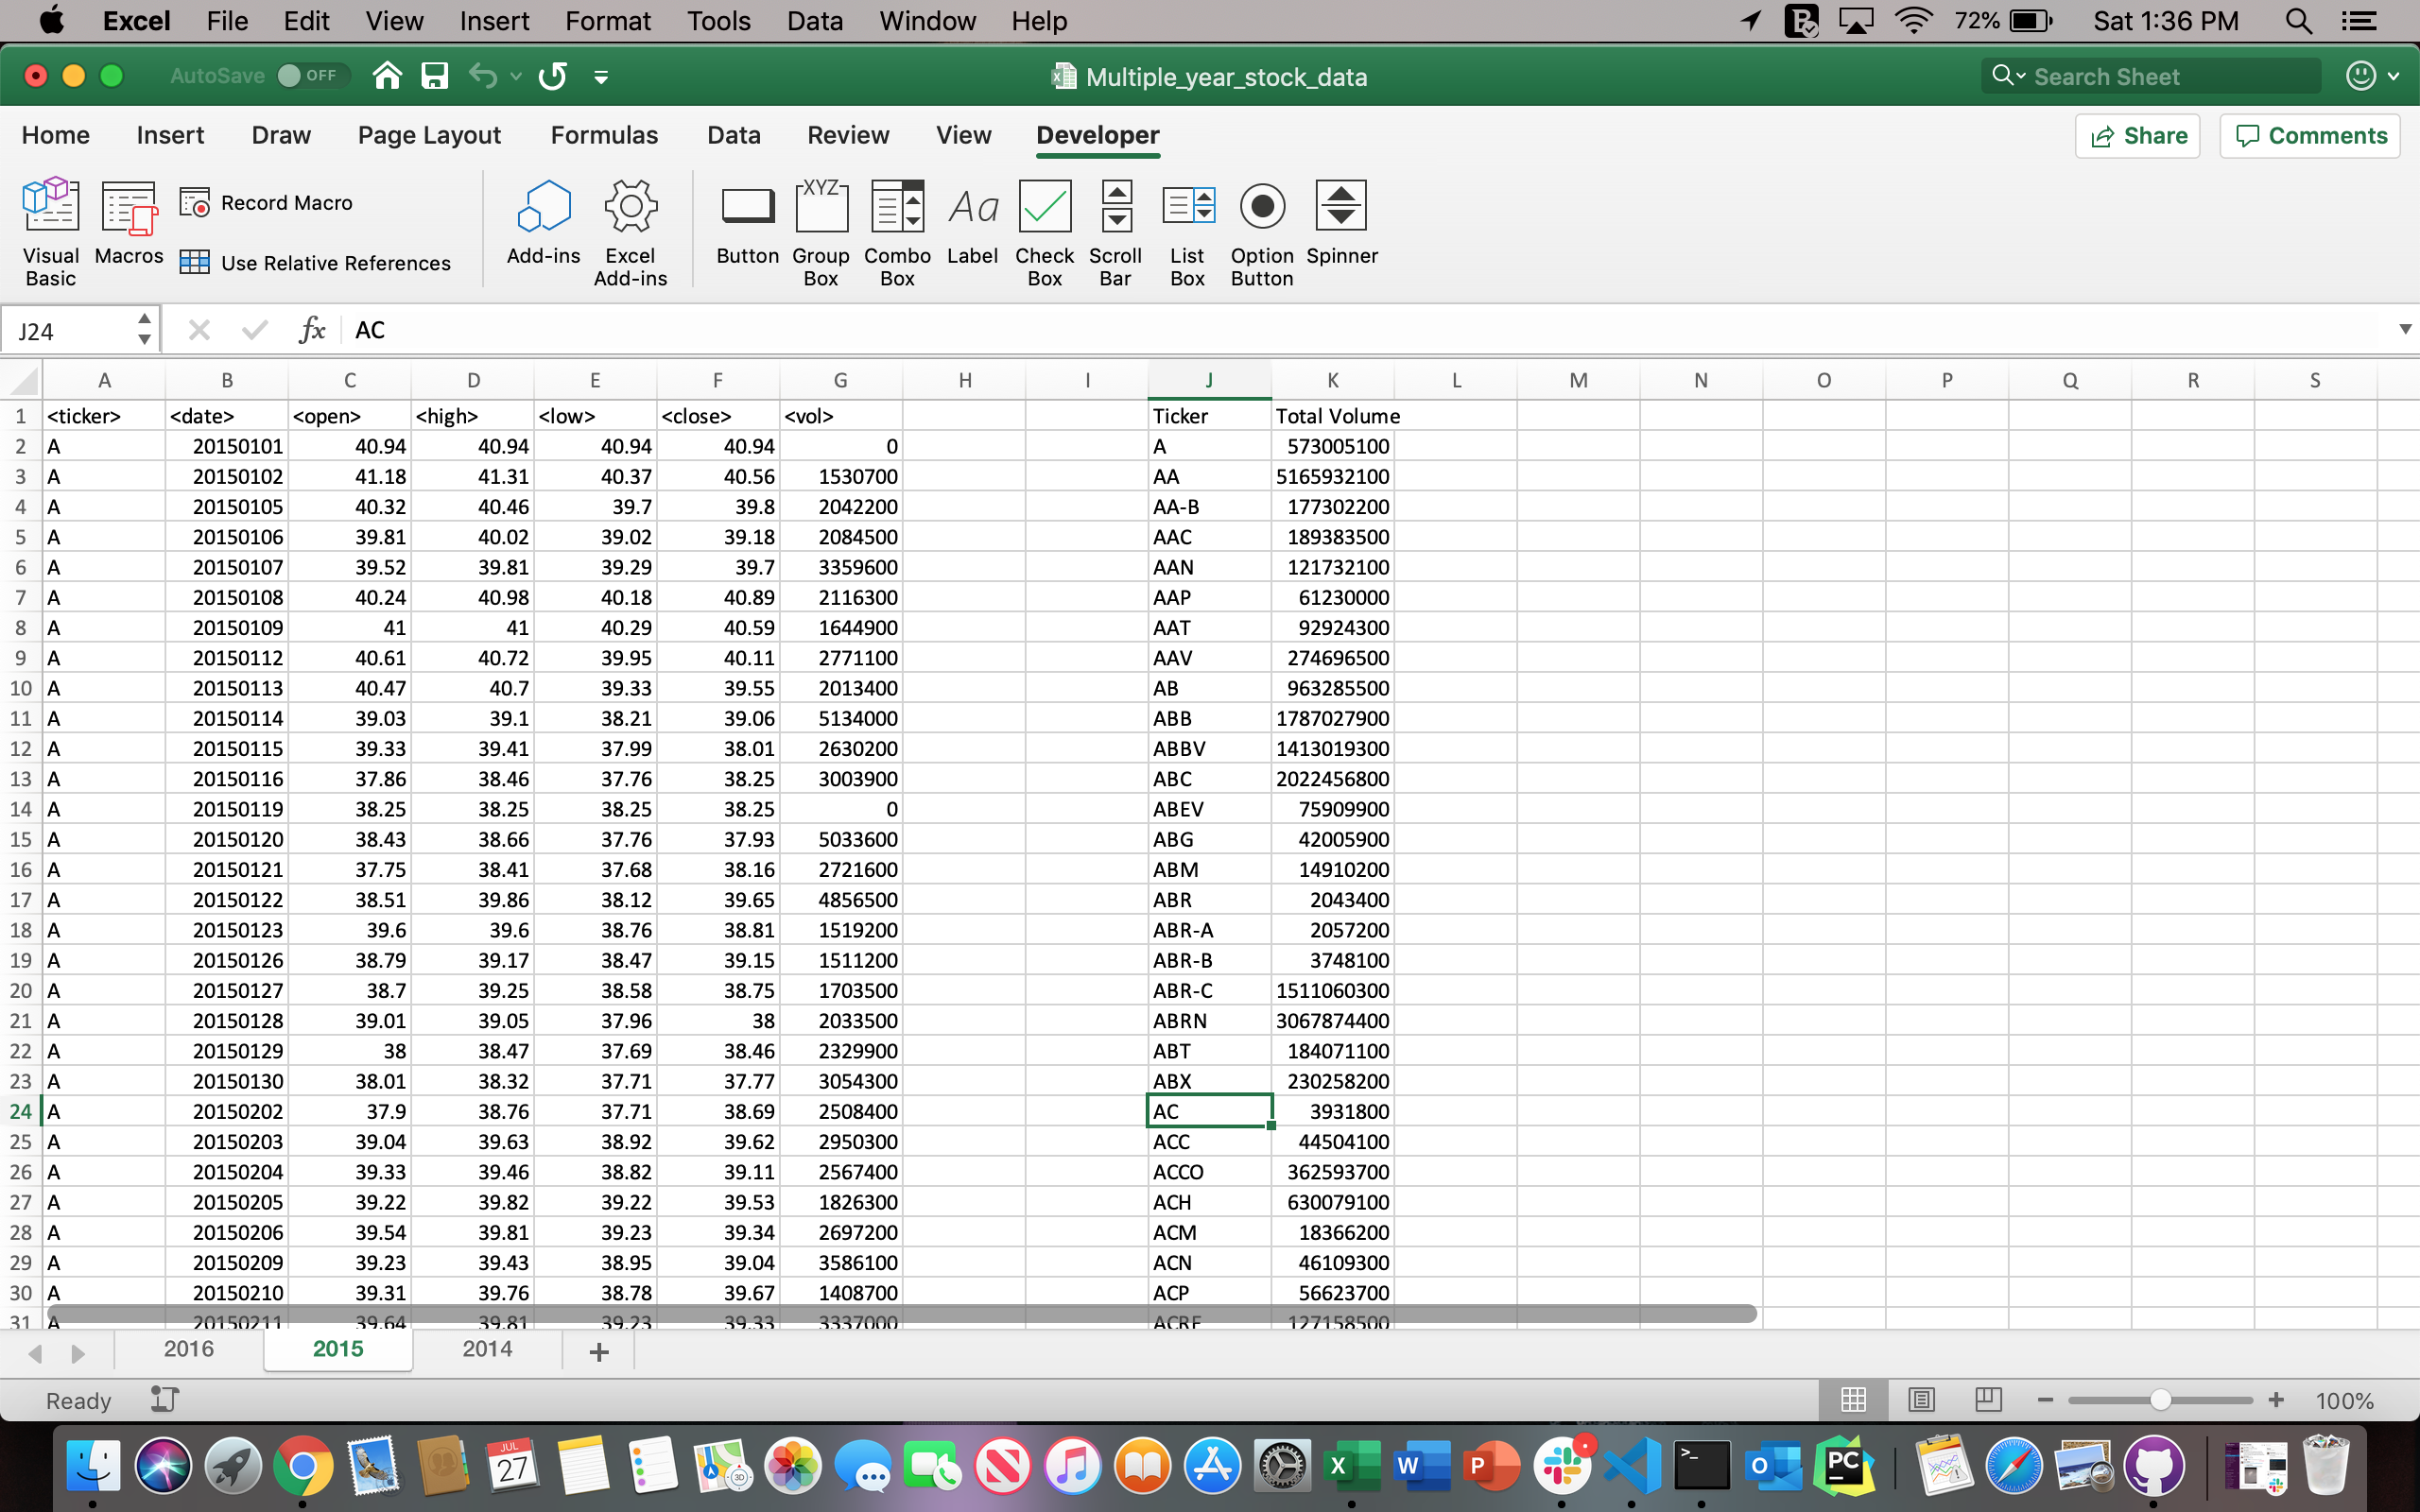 Excel File Edit View Insert Format Tools Data Window Help 72% Sat 1:36 PM
AutoSave OFF Multiple_year_stock_data Search Sheet
Home Insert Draw Page Layout Formulas Data Review View Developer Share Comments
Visual Basic Macros Record Macro Use Relative References Add-ins Excel Add-ins XYZ Aa Button Group Box Combo Box Label Check Box Scroll Bar List Box Option Button Spinner
J24 fx AC
A B C D E F G H I J K L M N O P Q R S
1 <ticker> <date> <open> <high> <low> <close> <vol> Ticker Total Volume
2 A 20150101 40.94 40.94 40.94 40.94 0 A 573005100
3 A 20150102 41.18 41.31 40.37 40.56 1530700 AA 5165932100
4 A 20150105 40.32 40.46 39.7 39.8 2042200 AA-B 177302200
5 A 20150106 39.81 40.02 39.02 39.18 2084500 AAC 189383500
6 A 20150107 39.52 39.81 39.29 39.7 3359600 AAN 121732100
7 A 20150108 40.24 40.98 40.18 40.89 2116300 AAP 61230000
8 A 20150109 41 41 40.29 40.59 1644900 AAT 92924300
9 A 20150112 40.61 40.72 39.95 40.11 2771100 AAV 274696500
10 A 20150113 40.47 40.7 39.33 39.55 2013400 AB 963285500
11 A 20150114 39.03 39.1 38.21 39.06 5134000 ABB 1787027900
12 A 20150115 39.33 39.41 37.99 38.01 2630200 ABBV 1413019300
13 A 20150116 37.86 38.46 37.76 38.25 3003900 ABC 2022456800
14 A 20150119 38.25 38.25 38.25 38.25 0 ABEV 75909900
15 A 20150120 38.43 38.66 37.76 37.93 5033600 ABG 42005900
16 A 20150121 37.75 38.41 37.68 38.16 2721600 ABM 14910200
17 A 20150122 38.51 39.86 38.12 39.65 4856500 ABR 2043400
18 A 20150123 39.6 39.6 38.76 38.81 1519200 ABR-A 2057200
19 A 20150126 38.79 39.17 38.47 39.15 1511200 ABR-B 3748100
20 A 20150127 38.7 39.25 38.58 38.75 1703500 ABR-C 1511060300
21 A 20150128 39.01 39.05 37.96 38 2033500 ABRN 3067874400
22 A 20150129 38 38.47 37.69 38.46 2329900 ABT 184071100
23 A 20150130 38.01 38.32 37.71 37.77 3054300 ABX 230258200
24 A 20150202 37.9 38.76 37.71 38.69 2508400 AC 3931800
25 A 20150203 39.04 39.63 38.92 39.62 2950300 ACC 44504100
26 A 20150204 39.33 39.46 38.82 39.11 2567400 ACCO 362593700
27 A 20150205 39.22 39.82 39.22 39.53 1826300 ACH 630079100
28 A 20150206 39.54 39.81 39.23 39.34 2697200 ACM 18366200
29 A 20150209 39.23 39.43 38.95 39.04 3586100 ACN 46109300
30 A 20150210 39.31 39.76 38.78 39.67 1408700 ACP 56623700
31 A 20150211 39.64 39.81 39.23 39.33 3337000 ACRE 127158500
2016 2015 2014 +
Ready 100%
JUL 27 3D X W P >_ O PC